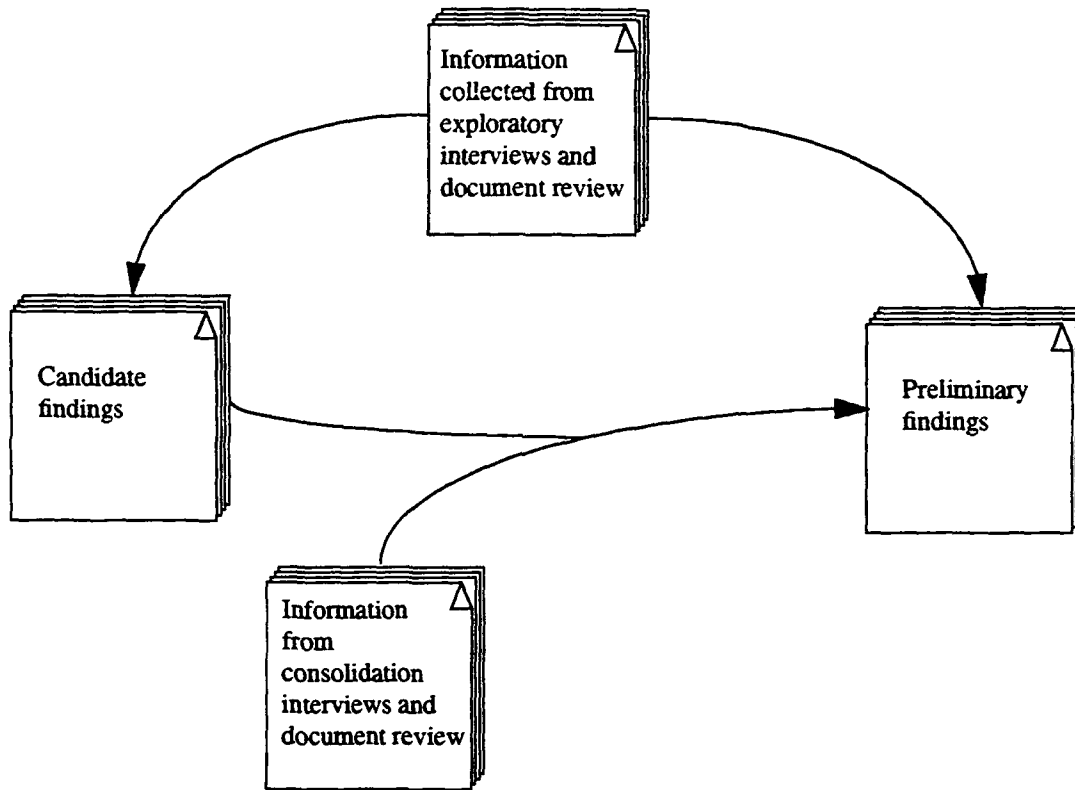 Information
collected from
exploratory
interviews and
document review
Candidate
findings
Preliminary
findings
Information
from
consolidation
interviews and
document review